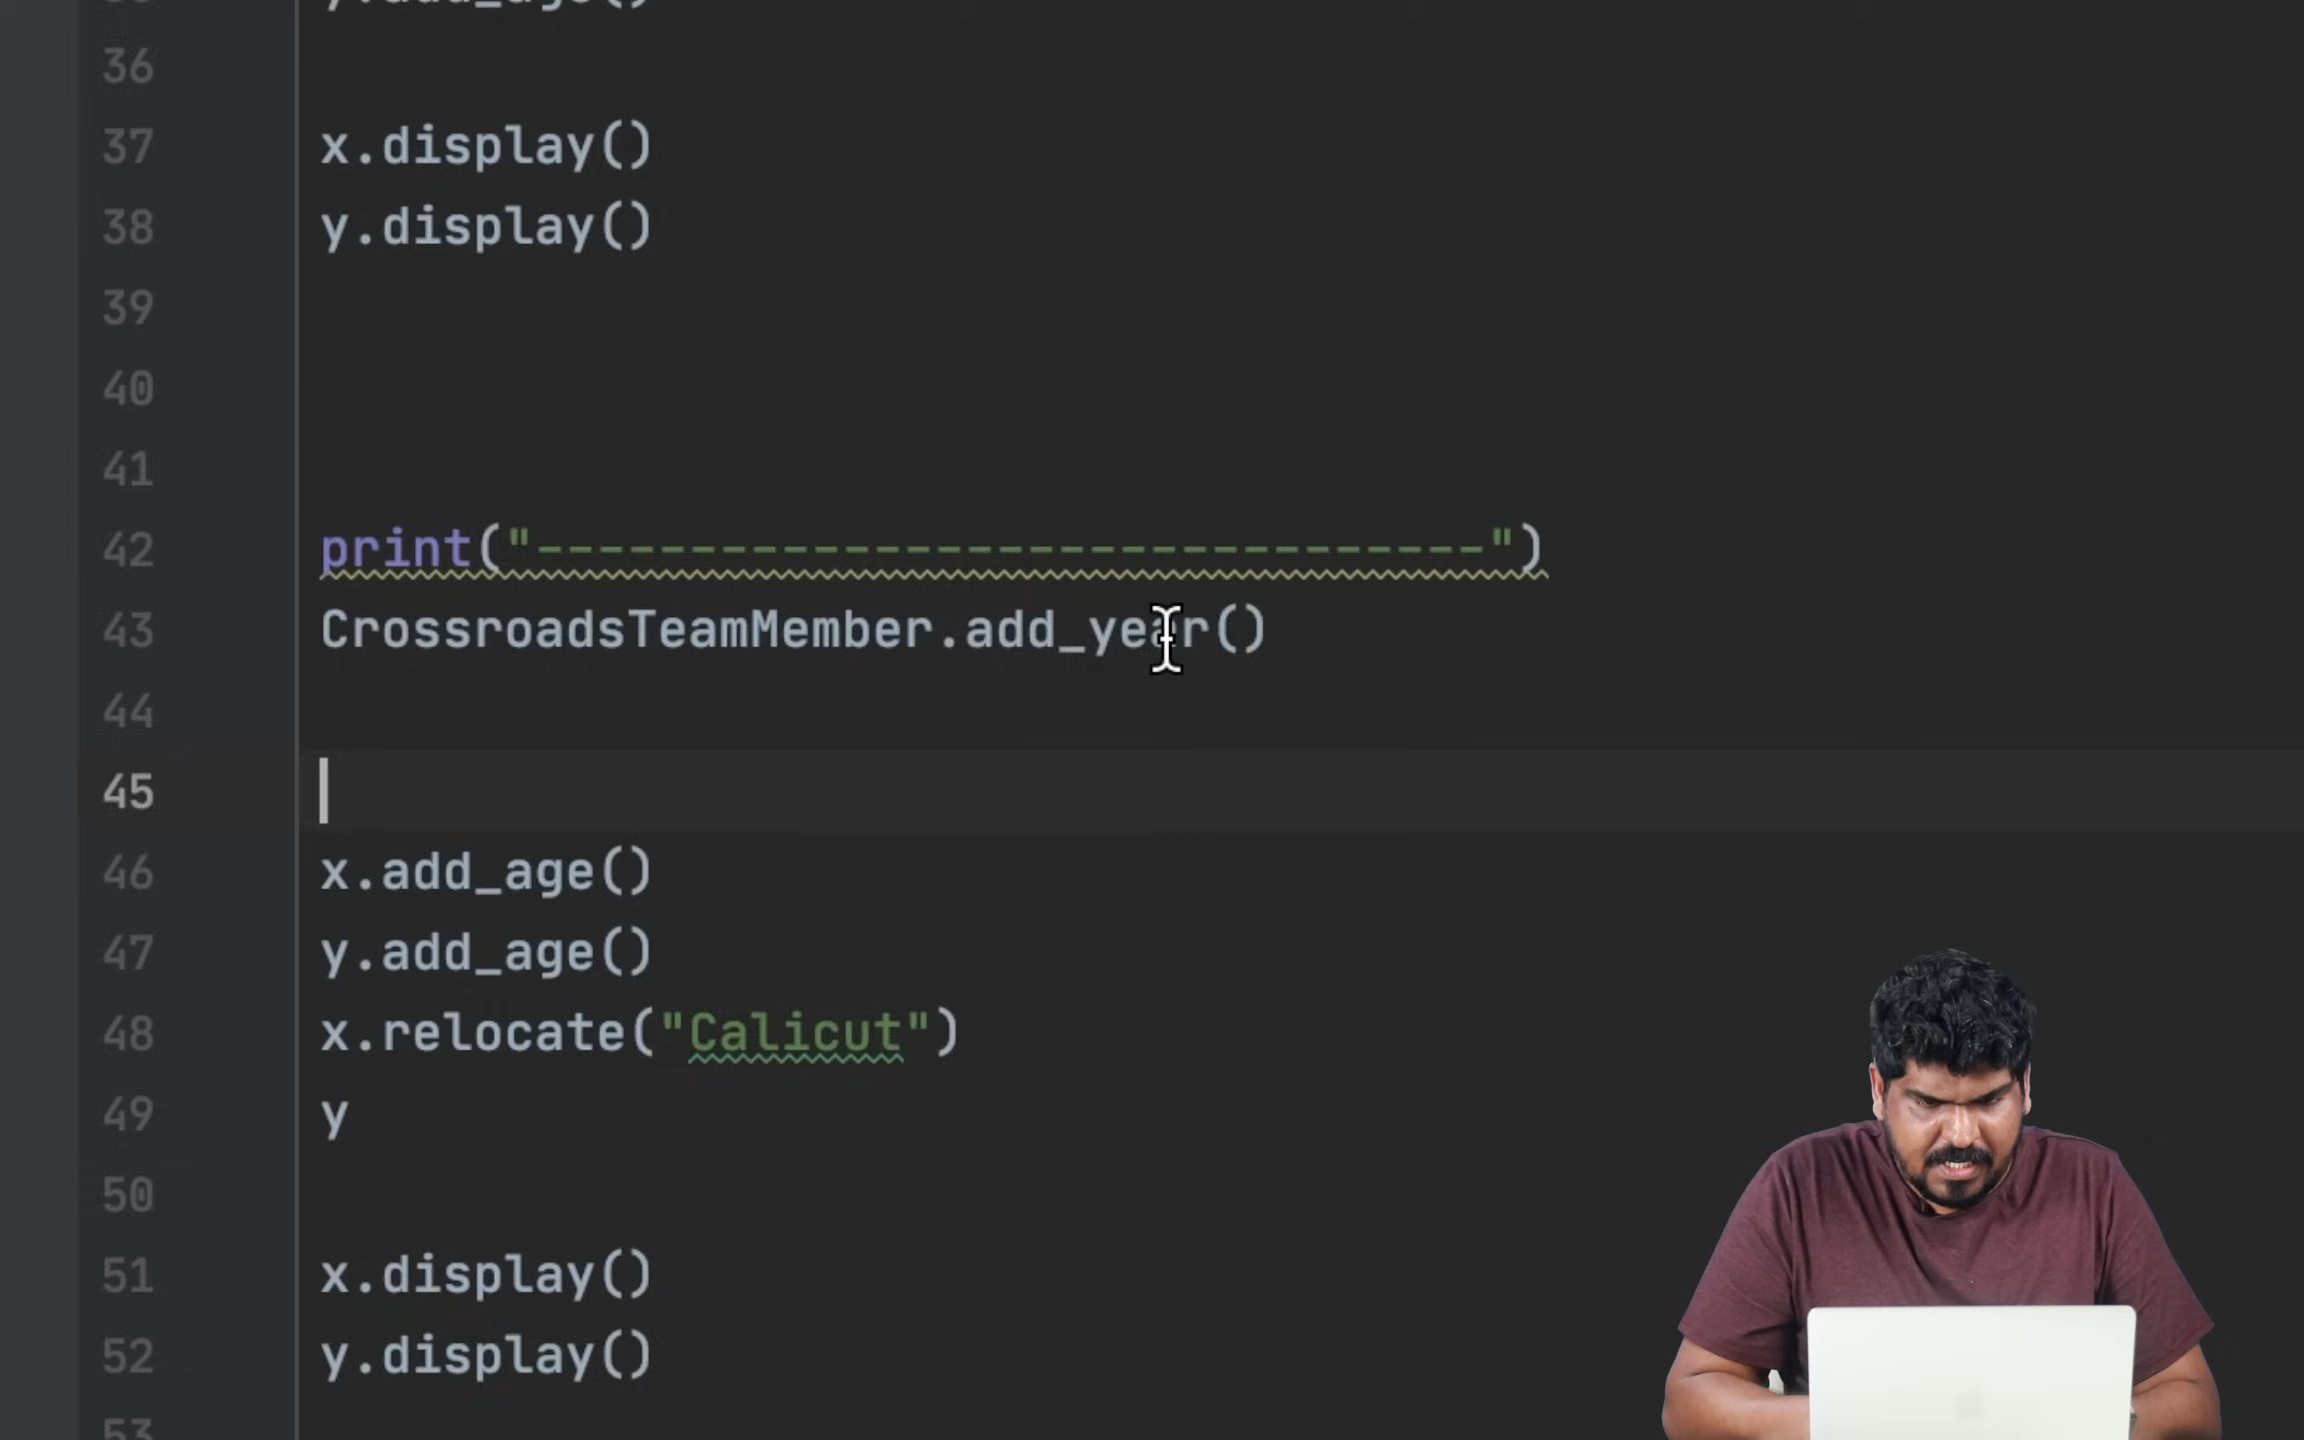 36
37 x.display()
38 y.display()
39
40
41
42 print("-------------------------------")
43 CrossroadsTeamMember.add_year()
44
45
46 x.add_age()
47 y.add_age()
48 x.relocate("Calicut")
49 y
50
51 x.display()
52 y.display()
53